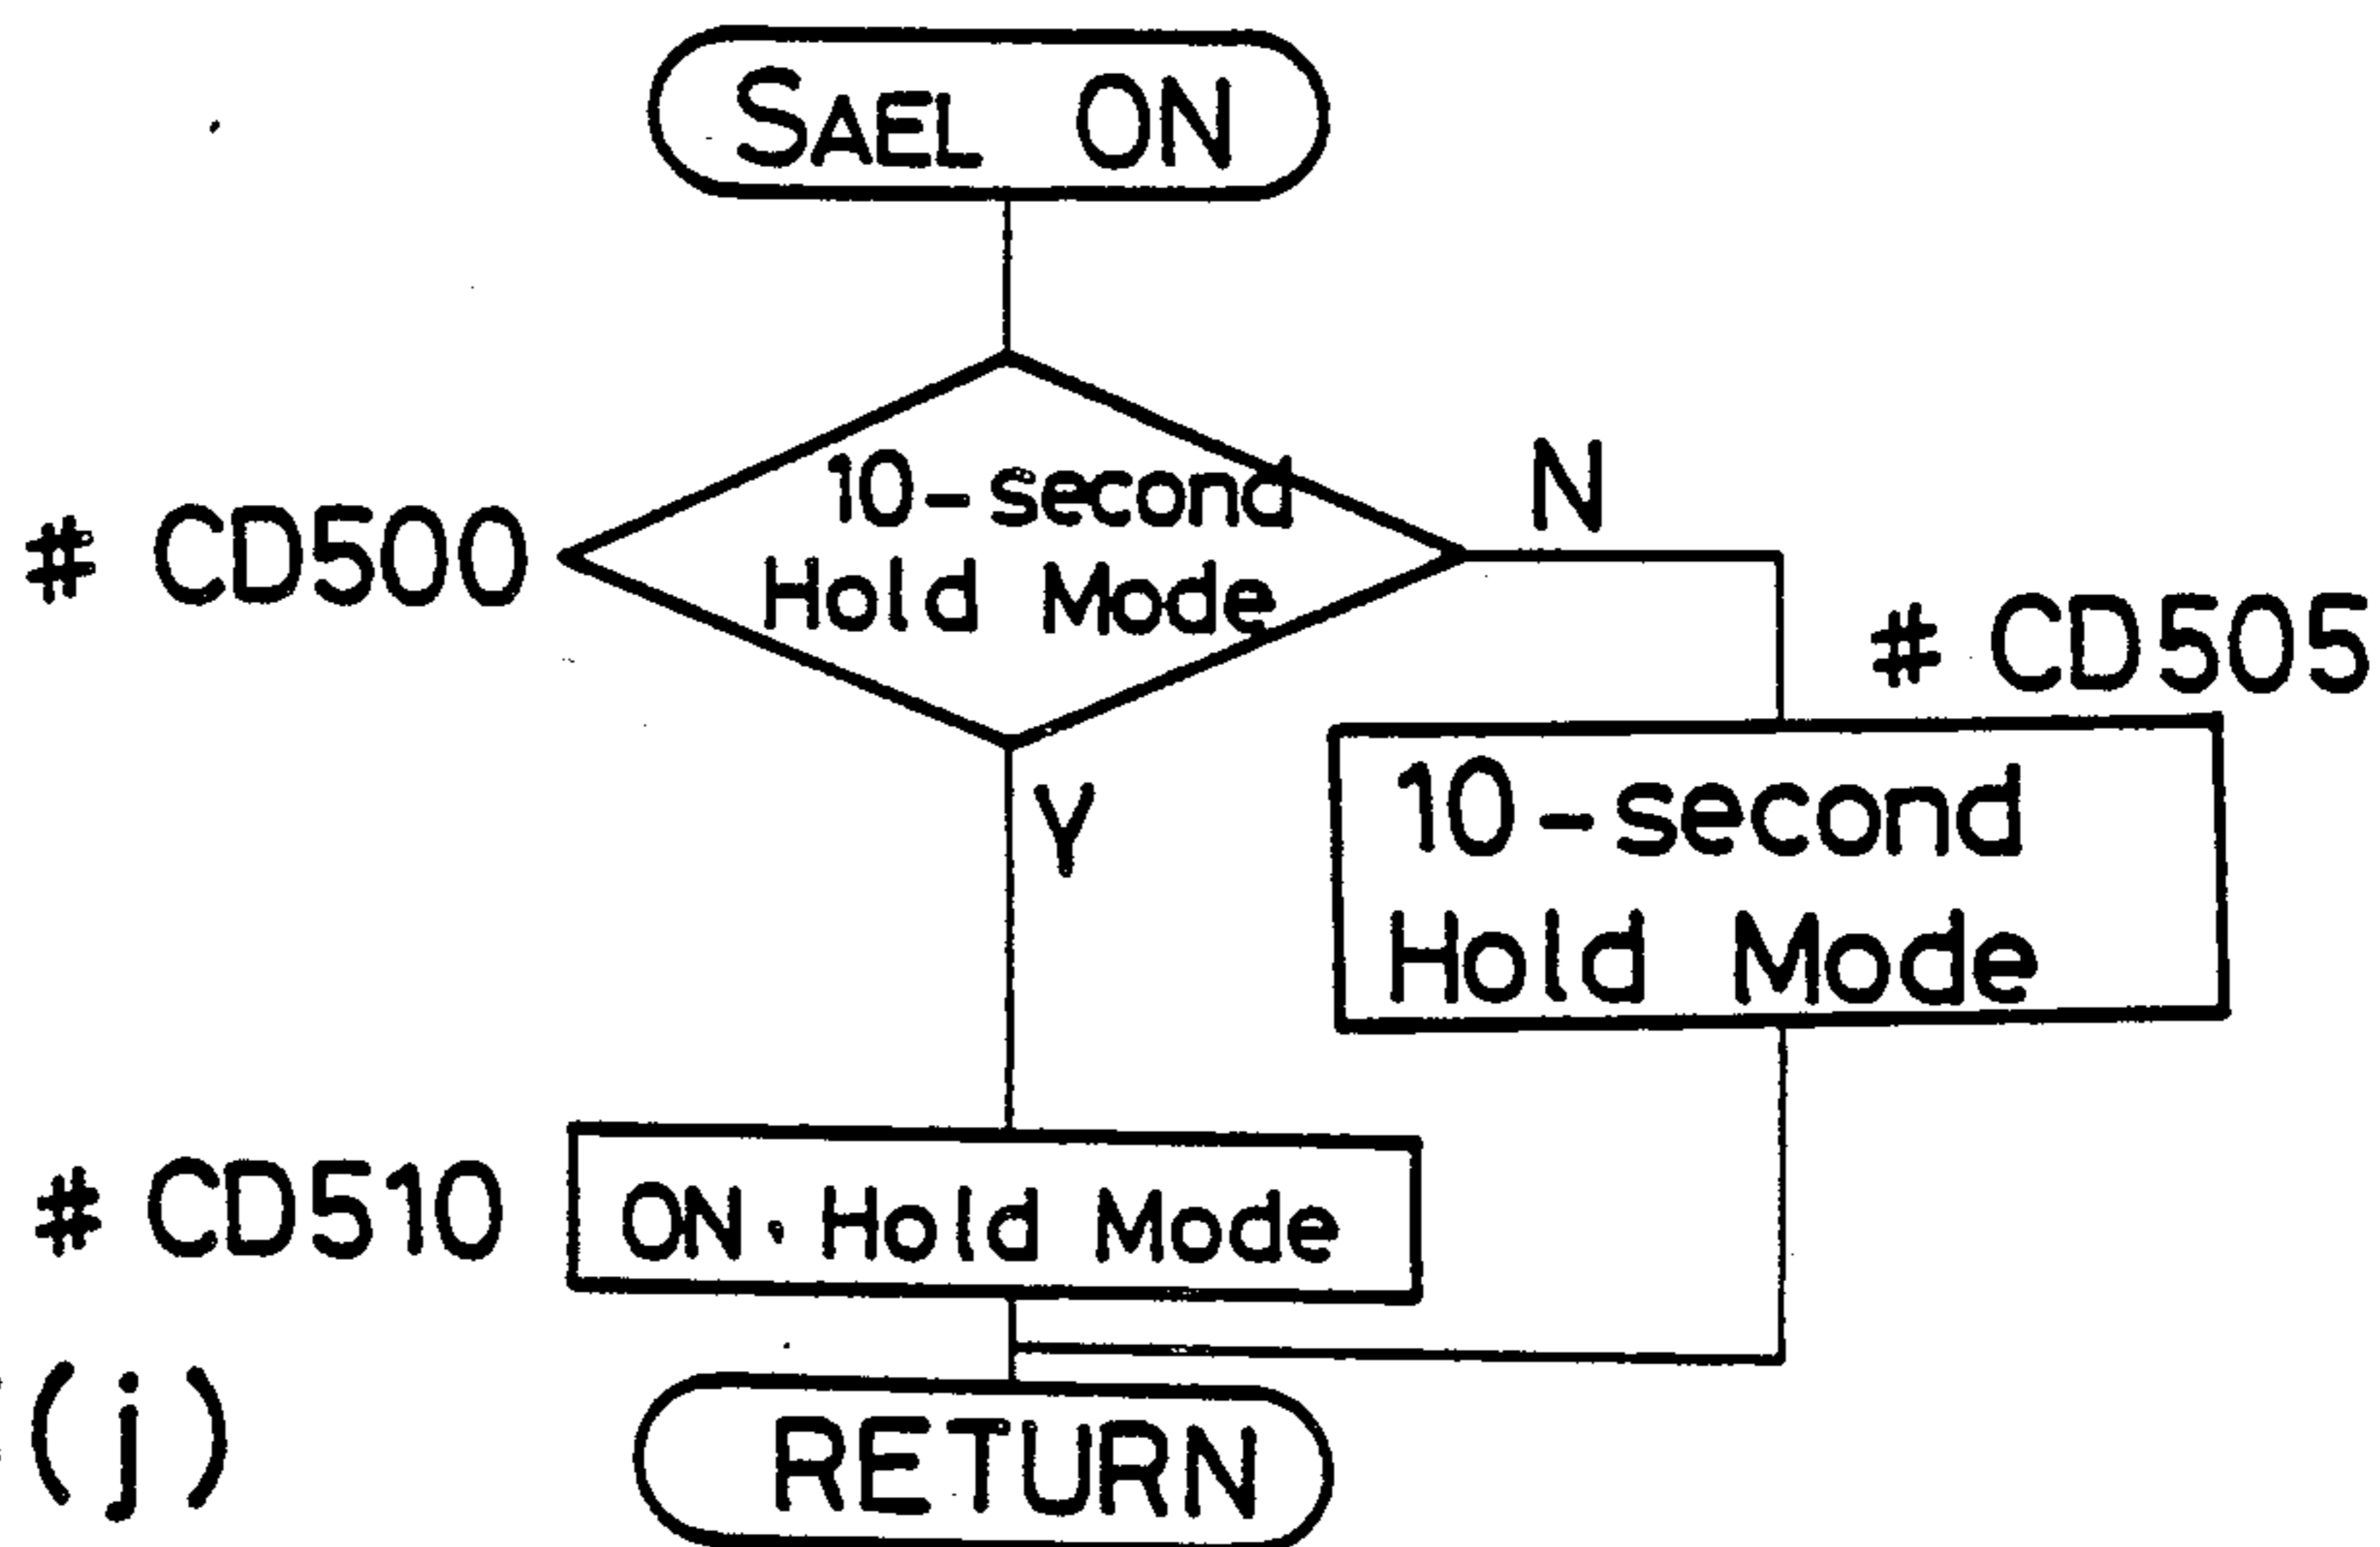 SAEL ON
10-second
Hold Mode
# CD500
N
# CD505
10-second
Hold Mode
Y
# CD510
ON·Hold Mode
(j)
RETURN